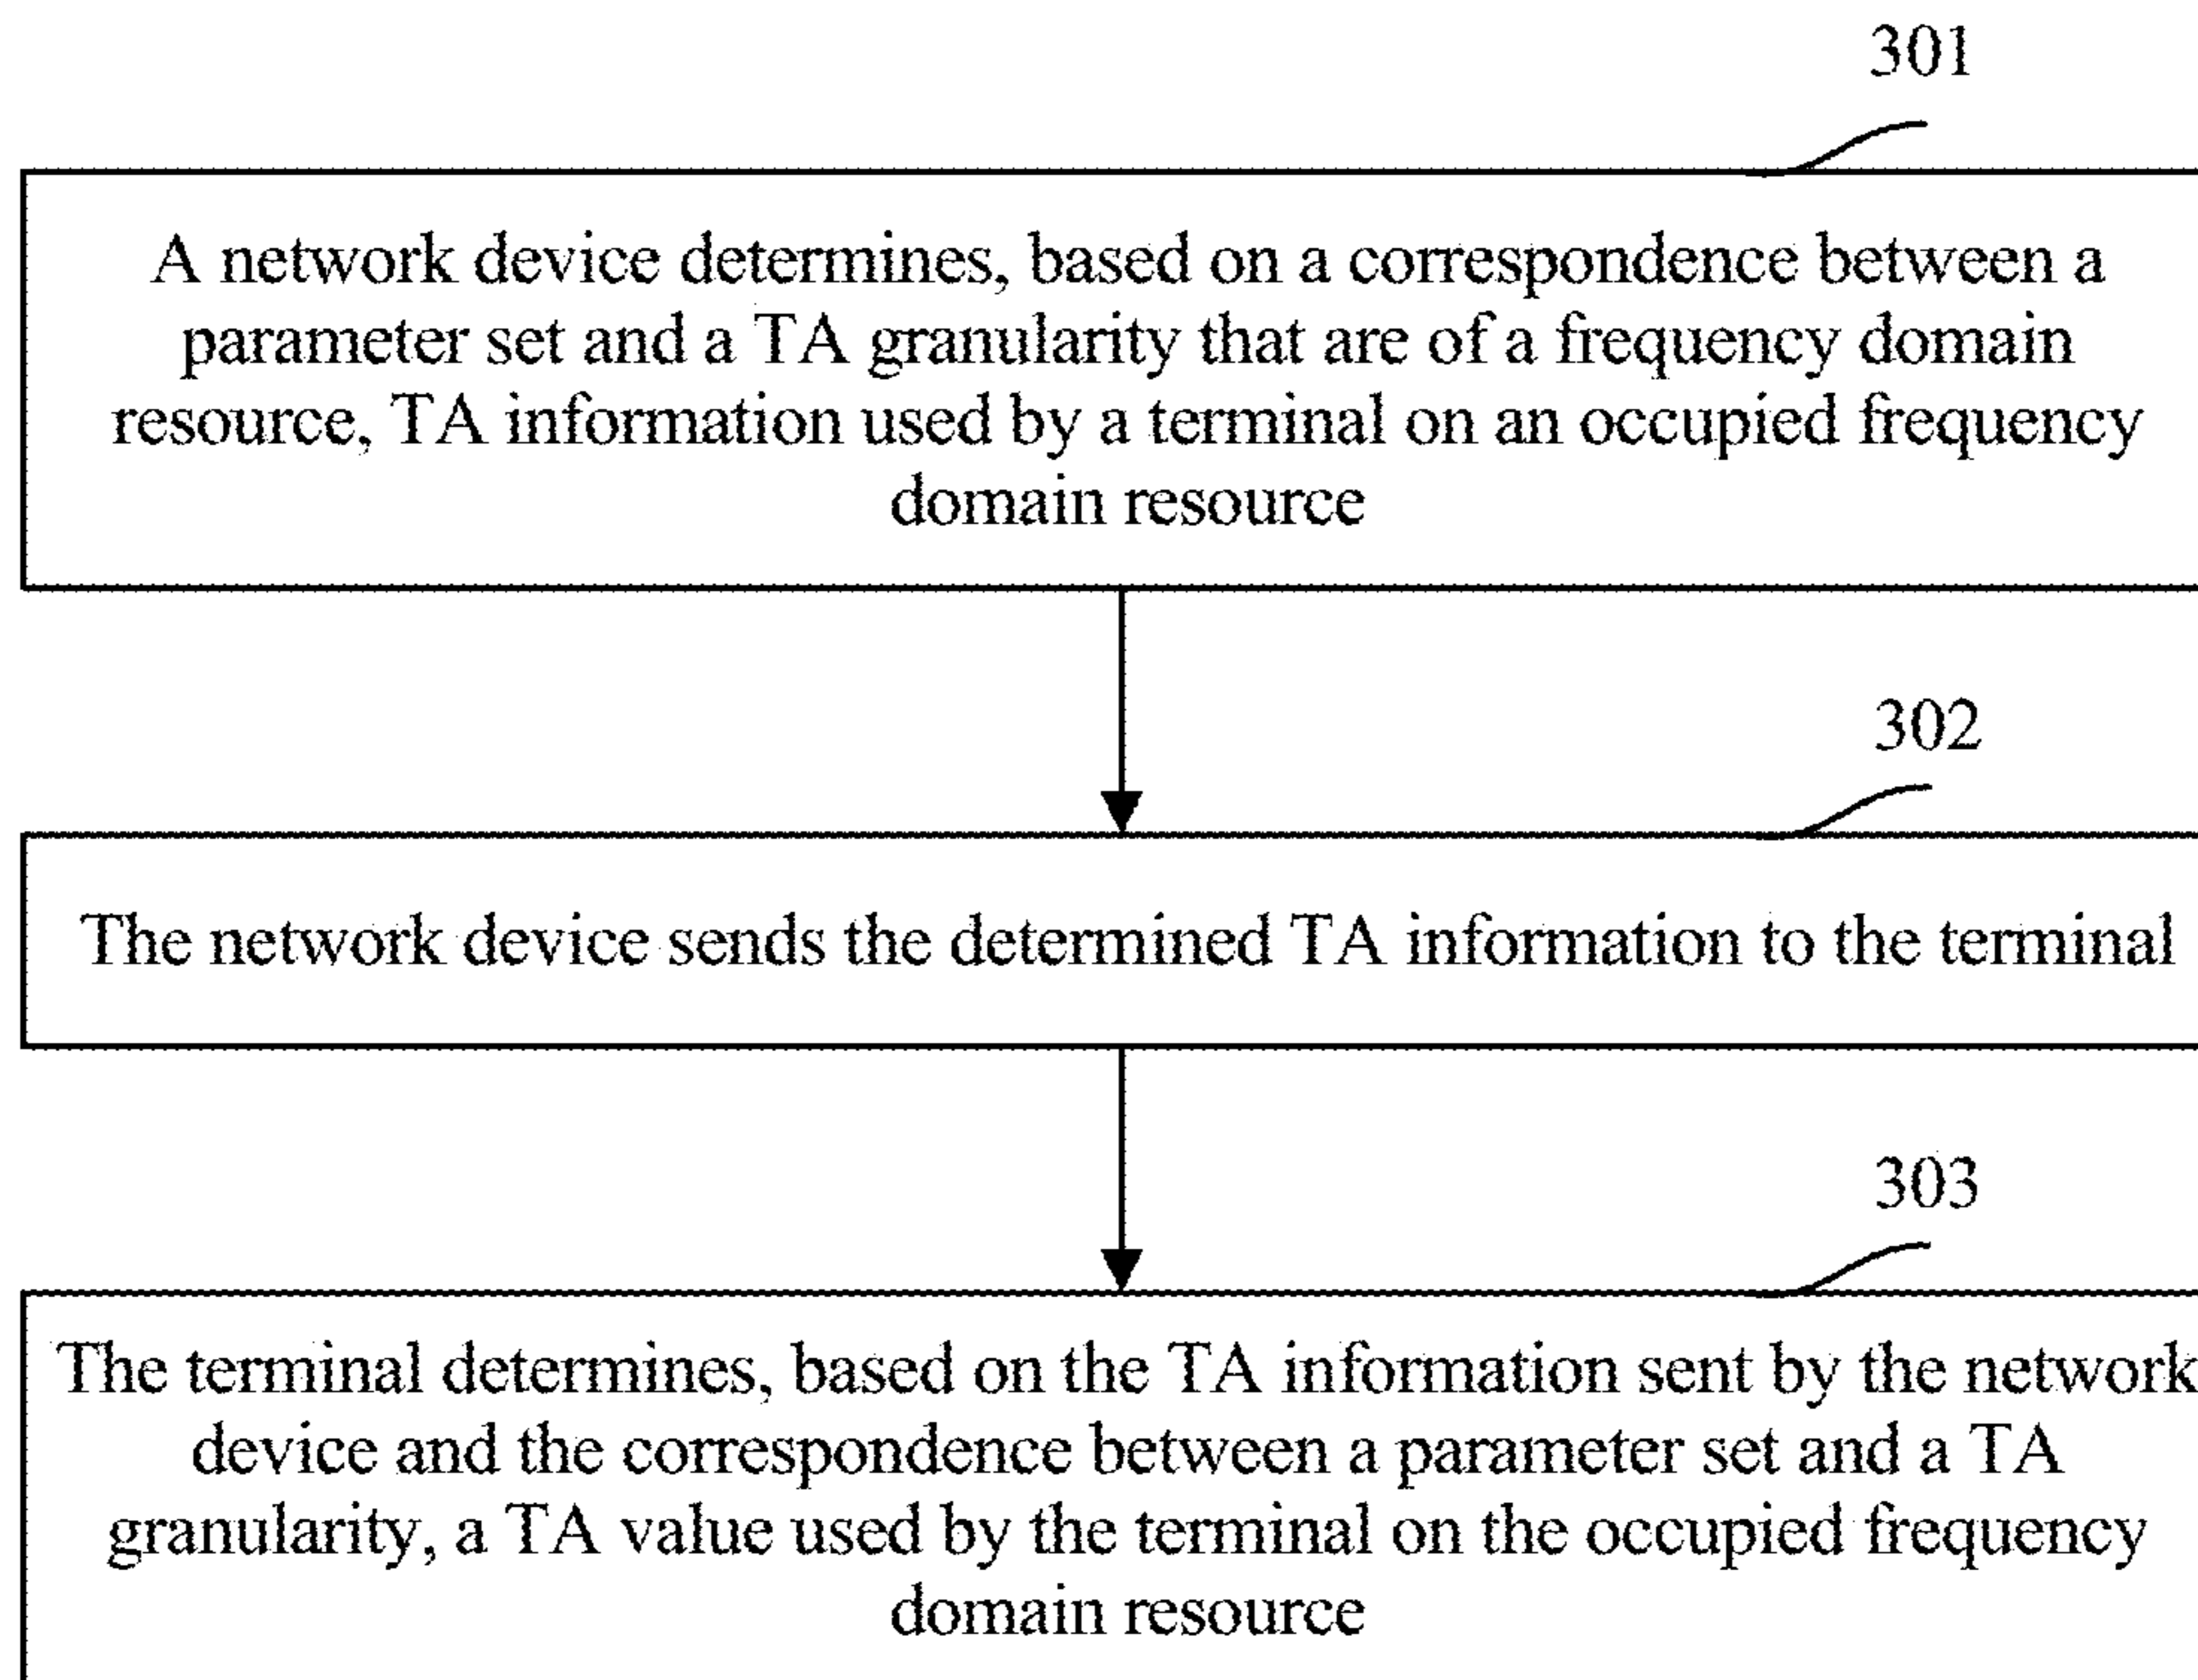 301
A network device determines, based on a correspondence between a
parameter set and a TA granularity that are of a frequency domain
resource, TA information used by a terminal on an occupied frequency
domain resource
302
The network device sends the determined TA information to the terminal
303
The terminal determines, based on the TA information sent by the network
device and the correspondence between a parameter set and a TA
granularity, a TA value used by the terminal on the occupied frequency
domain resource